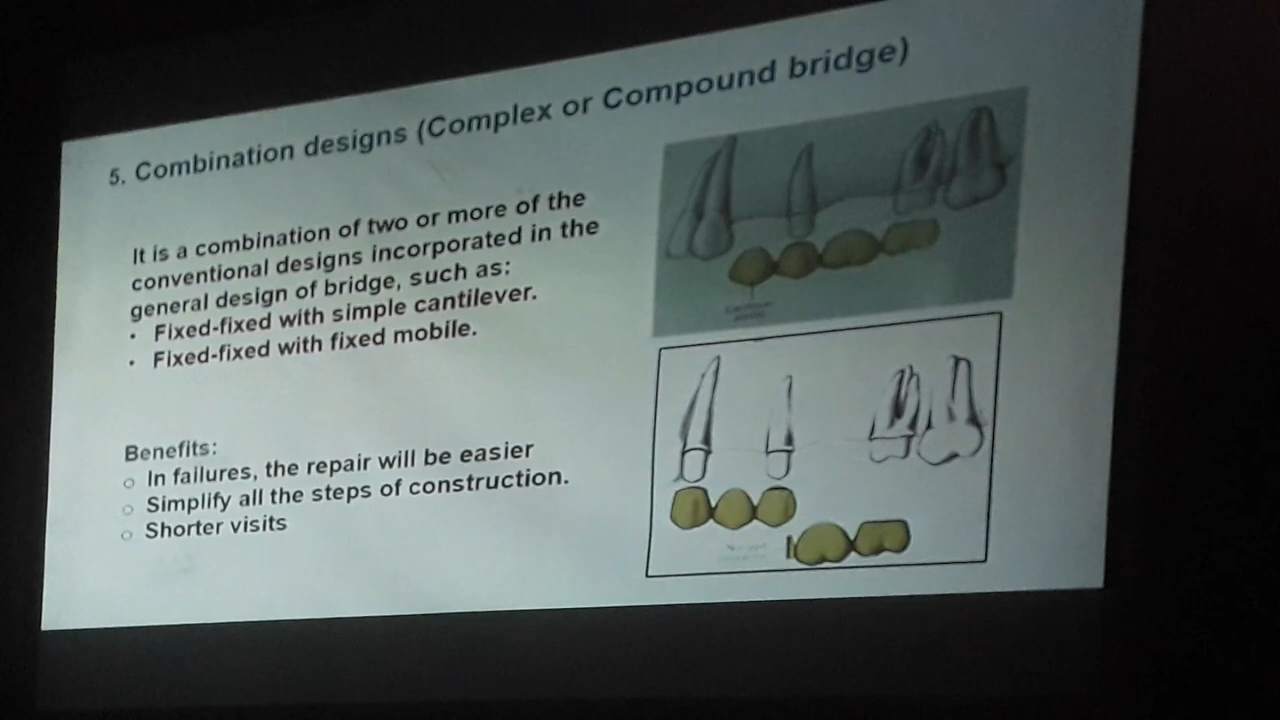 5. Combination designs (Complex or Compound bridge)
It is a combination of two or more of the
conventional designs incorporated in the
general design of bridge, such as:
• Fixed-fixed with simple cantilever.
• Fixed-fixed with fixed mobile.
Benefits:
o In failures, the repair will be easier
o Simplify all the steps of construction.
o Shorter visits